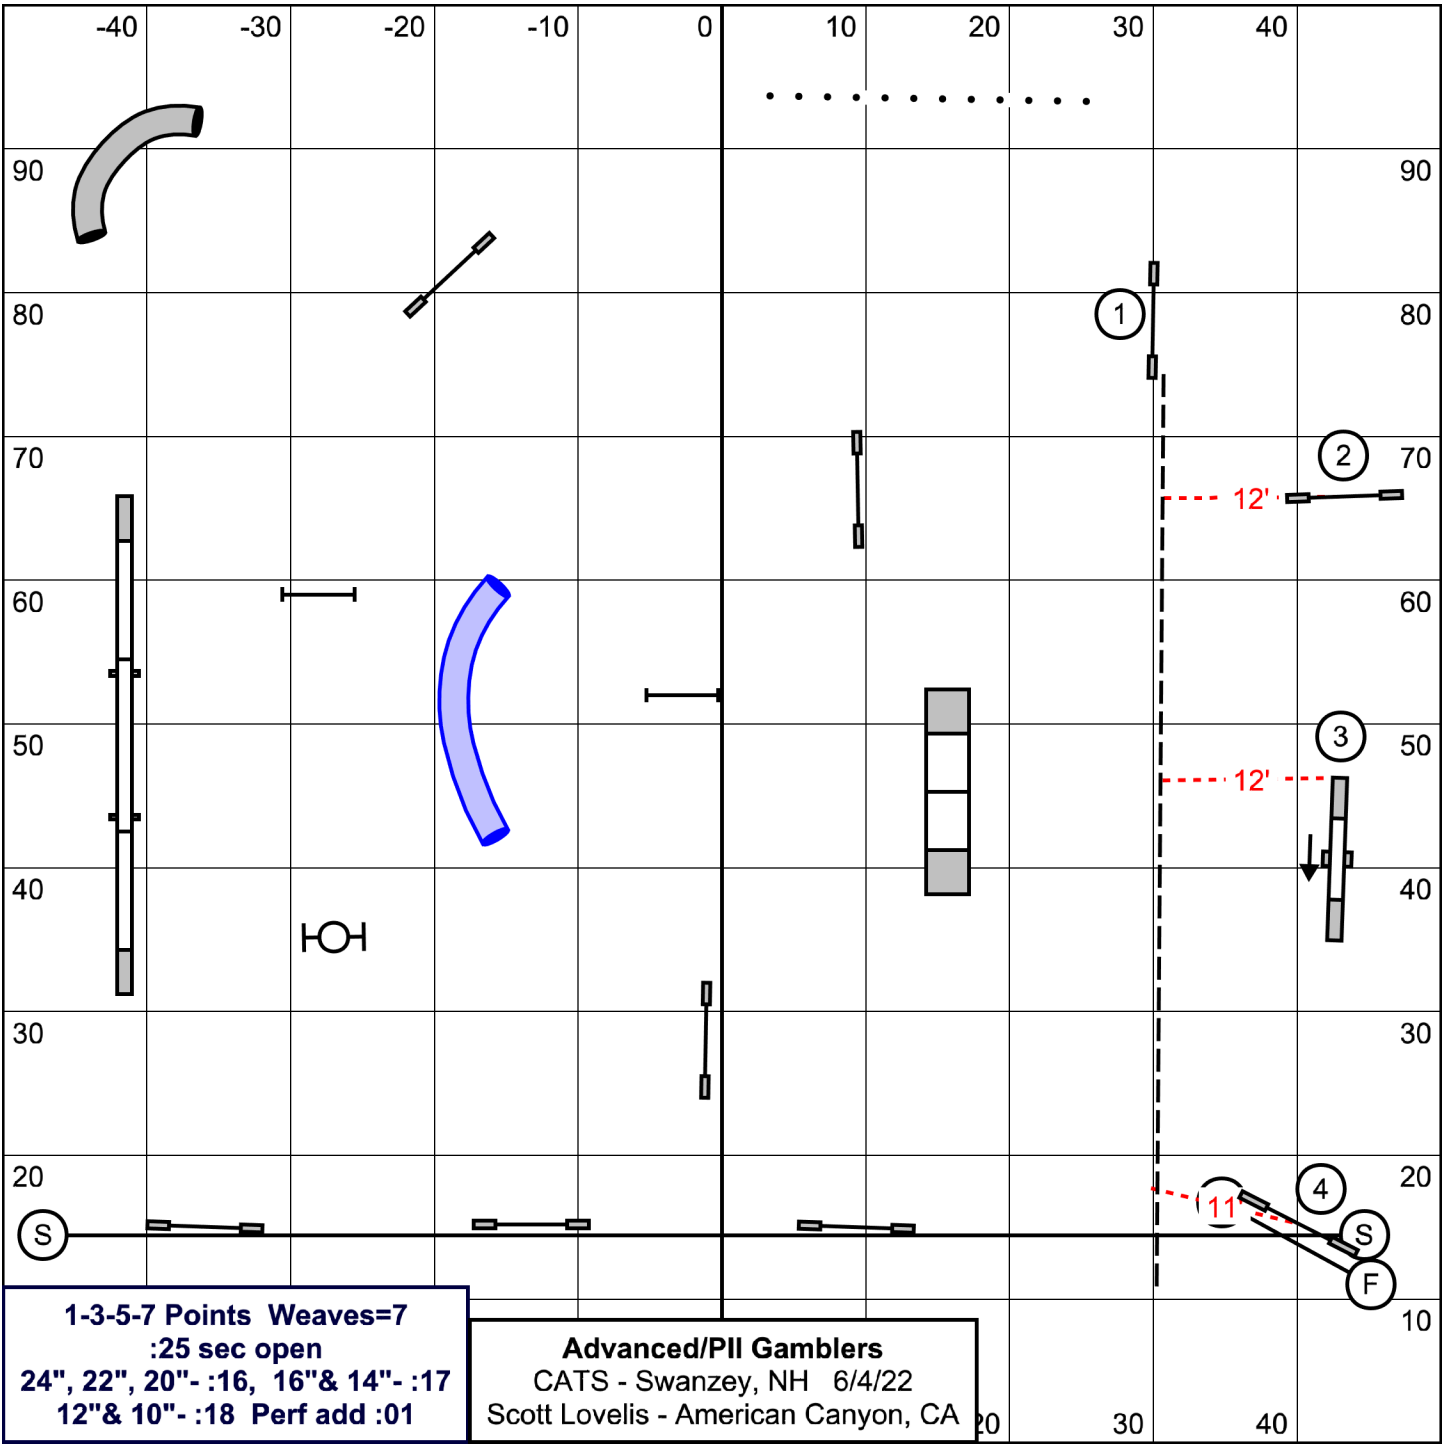 -40 -30 -20 -10 0 10 20 30 40
90 90
80 1 80
70 2 70
12'
60 60
50 3 50
12'
40 40
30 30
20 4 20
11'
S S
F
10
1-3-5-7 Points Weaves=7
:25 sec open
24", 22", 20"- :16, 16"& 14"- :17
12"& 10"- :18 Perf add :01
Advanced/PII Gamblers
CATS - Swanzey, NH 6/4/22
Scott Lovelis - American Canyon, CA
20 30 40